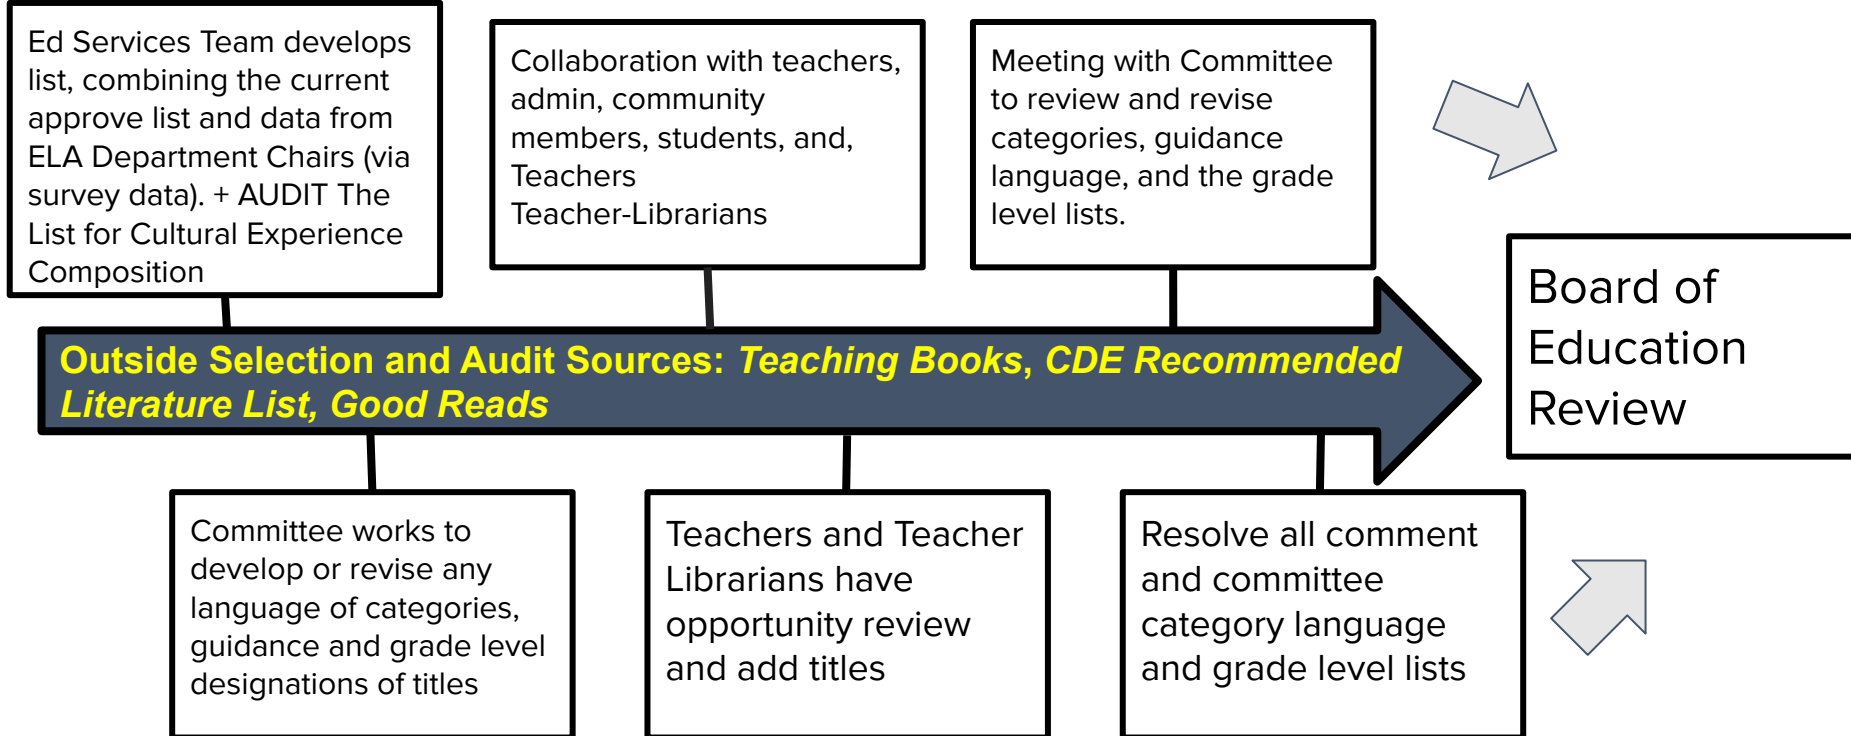 Ed Services Team develops
list, combining the current
approve list and data from
ELA Department Chairs (via
survey data). + AUDIT The
List for Cultural Experience
Composition
Collaboration with teachers,
admin, community
members, students, and,
Teachers
Teacher-Librarians
Meeting with Committee
to review and revise
categories, guidance
language, and the grade
level lists.
Outside Selection and Audit Sources: Teaching Books, CDE Recommended
Literature List, Good Reads
Board of
Education
Review
Committee works to
develop or revise any
language of categories,
guidance and grade level
designations of titles
Teachers and Teacher
Librarians have
opportunity review
and add titles
Resolve all comment
and committee
category language
and grade level lists